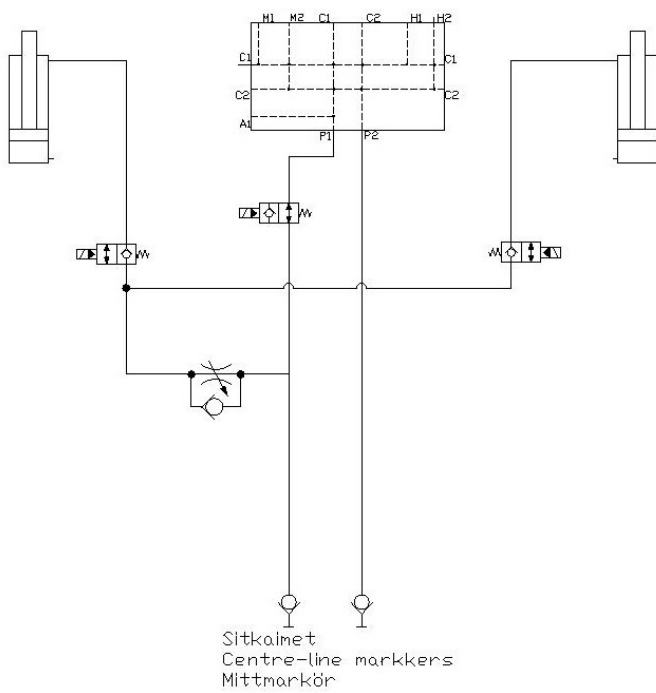 M1 M2 C1 C2 H1 H2
C1 C1
C2 C2
A1
P1 P2
Sitkaimet
Centre-line markkers
Mittmarkör